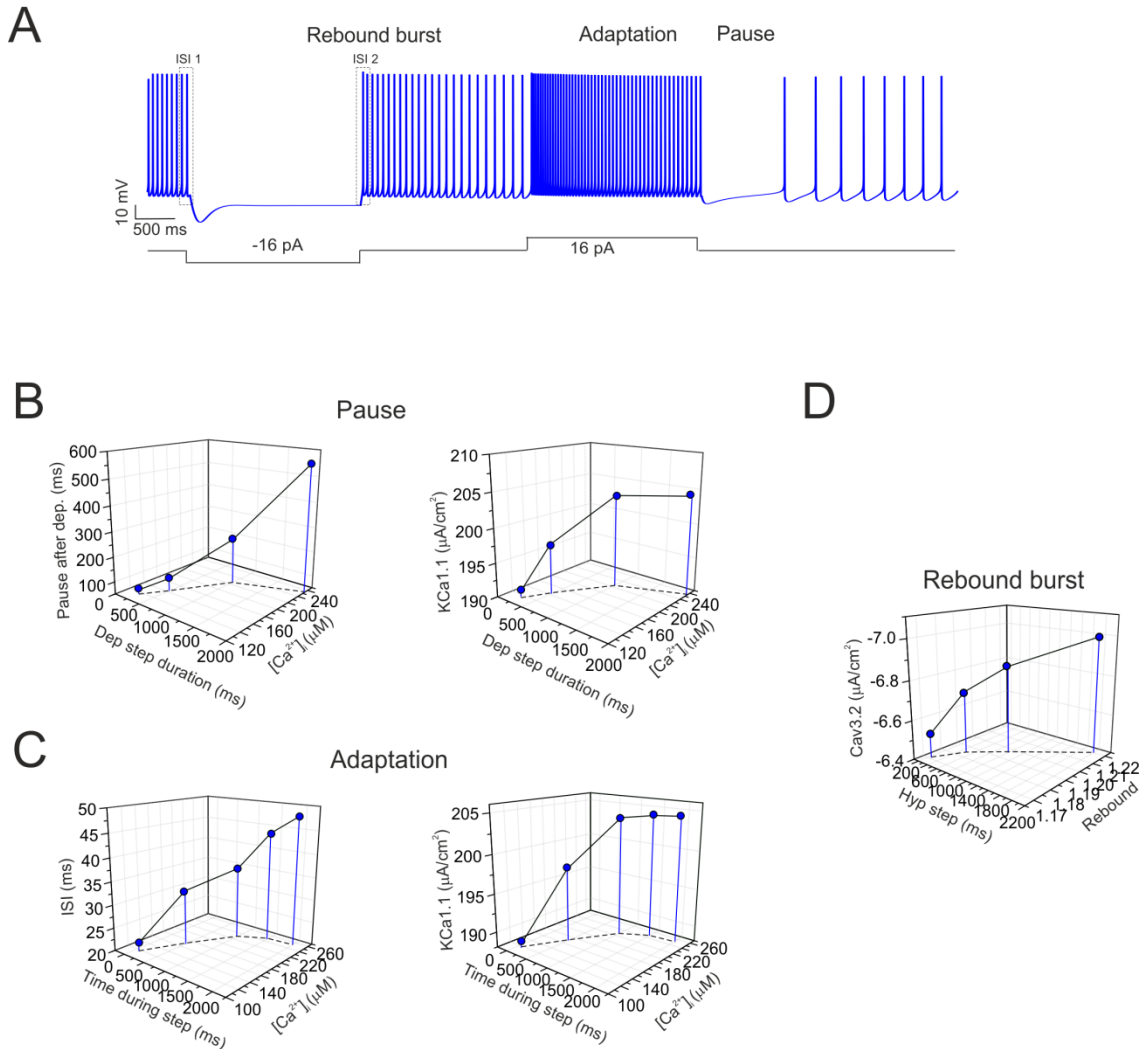 A
Rebound burst
Adaptation
Pause
ISI 1
ISI 2
10 mV
500 ms
-16 pA
16 pA
B
Pause
600
500
400
300
200
100
Pause after dep. (ms)
0
500
1000
1500
2000
Dep step duration (ms)
120
160
200
240
[Ca²⁺]ᵢ(μM)
210
205
200
195
190
KCa1.1 (μA/cm²)
0
500
1000
1500
2000
Dep step duration (ms)
120
160
200
240
[Ca²⁺]ᵢ(μM)
C
Adaptation
50
45
40
35
30
25
20
ISI (ms)
0
500
1000
1500
2000
Time during step (ms)
100
140
180
220
260
[Ca²⁺]ᵢ(μM)
205
200
195
190
KCa1.1 (μA/cm²)
0
500
1000
1500
2000
Time during step (ms)
100
140
180
220
260
[Ca²⁺]ᵢ(μM)
D
Rebound burst
-7.0
-6.8
-6.6
-6.4
Cav3.2 (μA/cm²)
200
600
1000
1400
1800
2200
Hyp step (ms)
1.17
1.18
1.19
1.20
1.21
1.22
Rebound